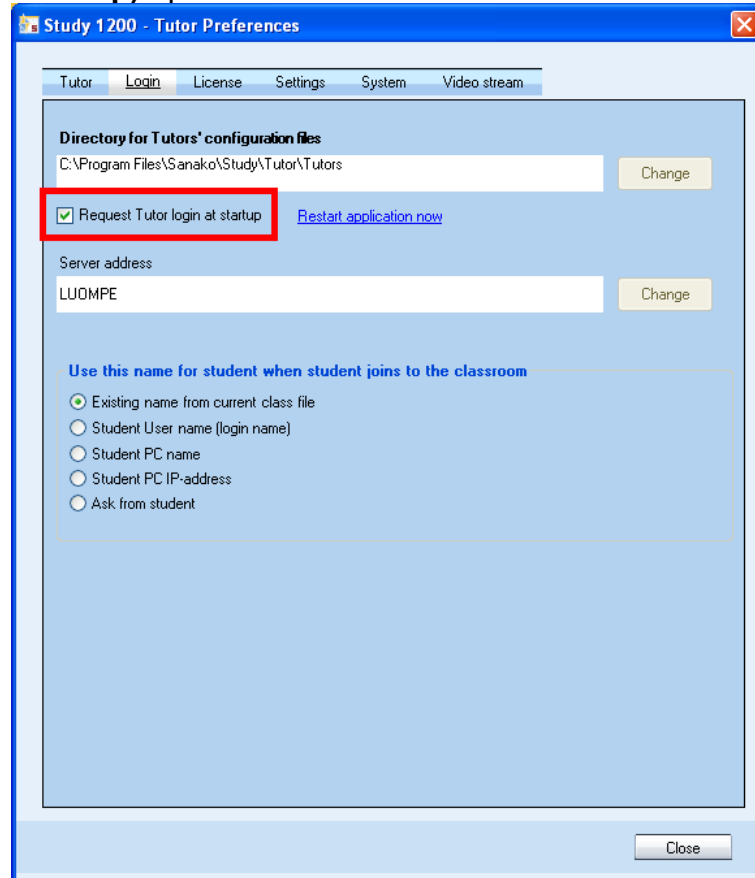 Study 1200 - Tutor Preferences
Tutor Login License Settings System Video stream
Directory for Tutors' configuration files
C:\Program Files\Sanako\Study\Tutor\Tutors
Change
Request Tutor login at startup Restart application now
Server address
LUOMPE
Change
Use this name for student when student joins to the classroom
Existing name from current class file
Student User name (login name)
Student PC name
Student PC IP-address
Ask from student
Close